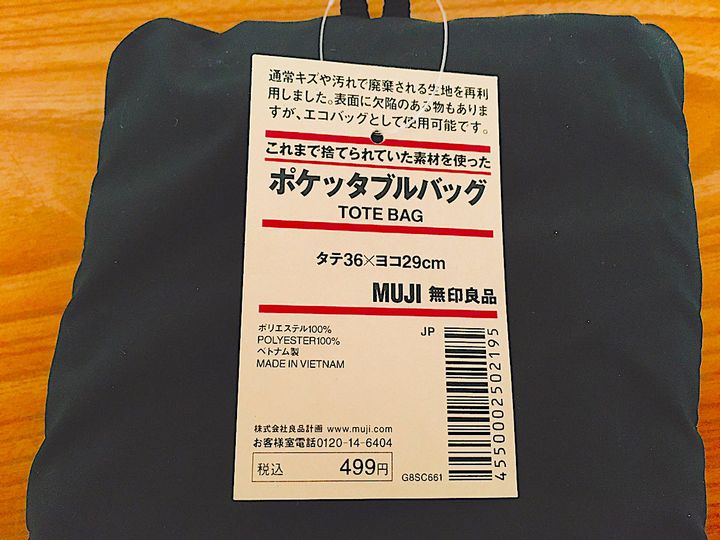 通常キズや汚れで廃棄される生地を再利
用しました。表面に欠陥のある物もありま
すが、エコバッグとして使用可能です。
これまで捨てられていた素材を使った
ポケッタブルバッグ
TOTE BAG
タテ36×ヨコ29cm
MUJI 無印良品
ポリエステル100%
POLYESTER100%
ベトナム製
MADE IN VIETNAM
JP
4550002502195
株式会社良品計画 www.muji.com
お客様室電話0120-14-6404
税込 499円
G8SC661